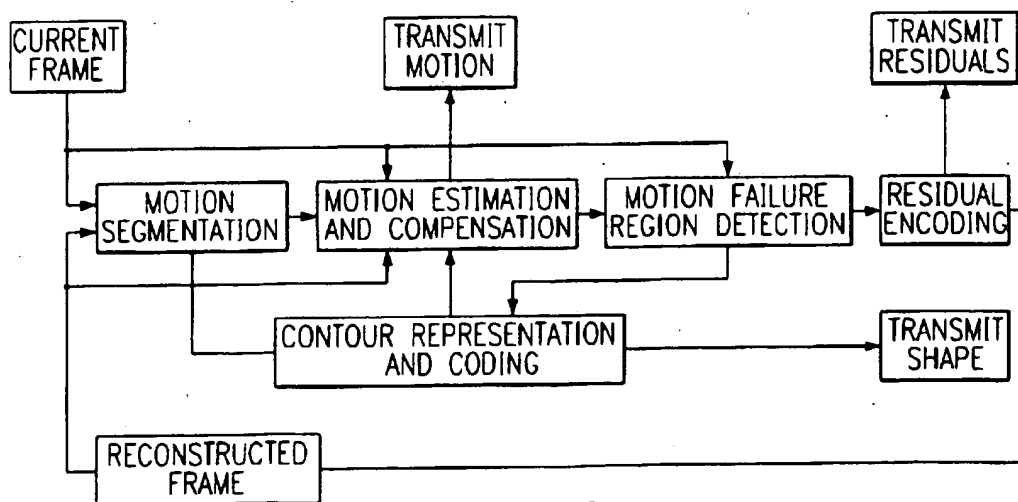 CURRENT
FRAME
TRANSMIT
MOTION
TRANSMIT
RESIDUALS
MOTION
SEGMENTATION
MOTION ESTIMATION
AND COMPENSATION
MOTION FAILURE
REGION DETECTION
RESIDUAL
ENCODING
CONTOUR REPRESENTATION
AND CODING
TRANSMIT
SHAPE
RECONSTRUCTED
FRAME